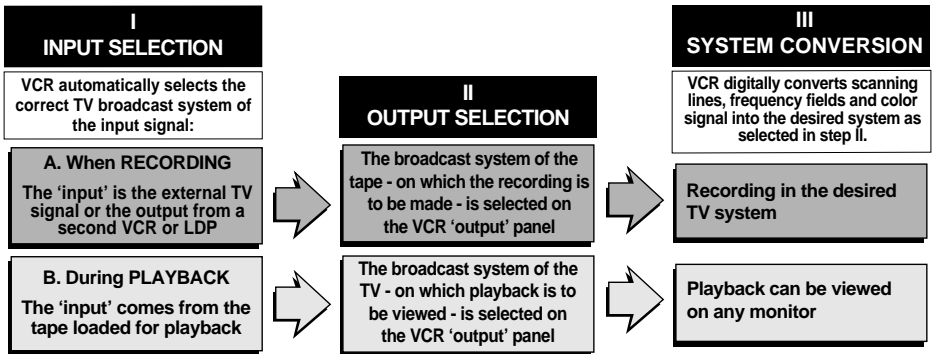 I
INPUT SELECTION
VCR automatically selects the
correct TV broadcast system of
the input signal:
II
OUTPUT SELECTION
III
SYSTEM CONVERSION
VCR digitally converts scanning
lines, frequency fields and color
signal into the desired system as
selected in step II.
A. When RECORDING
The ‘input’ is the external TV
signal or the output from a
second VCR or LDP
The broadcast system of the
tape - on which the recording is
to be made - is selected on
the VCR ‘output’ panel
Recording in the desired
TV system
B. During PLAYBACK
The ‘input’ comes from the
tape loaded for playback
The broadcast system of the
TV - on which playback is to
be viewed - is selected on
the VCR ‘output’ panel
Playback can be viewed
on any monitor